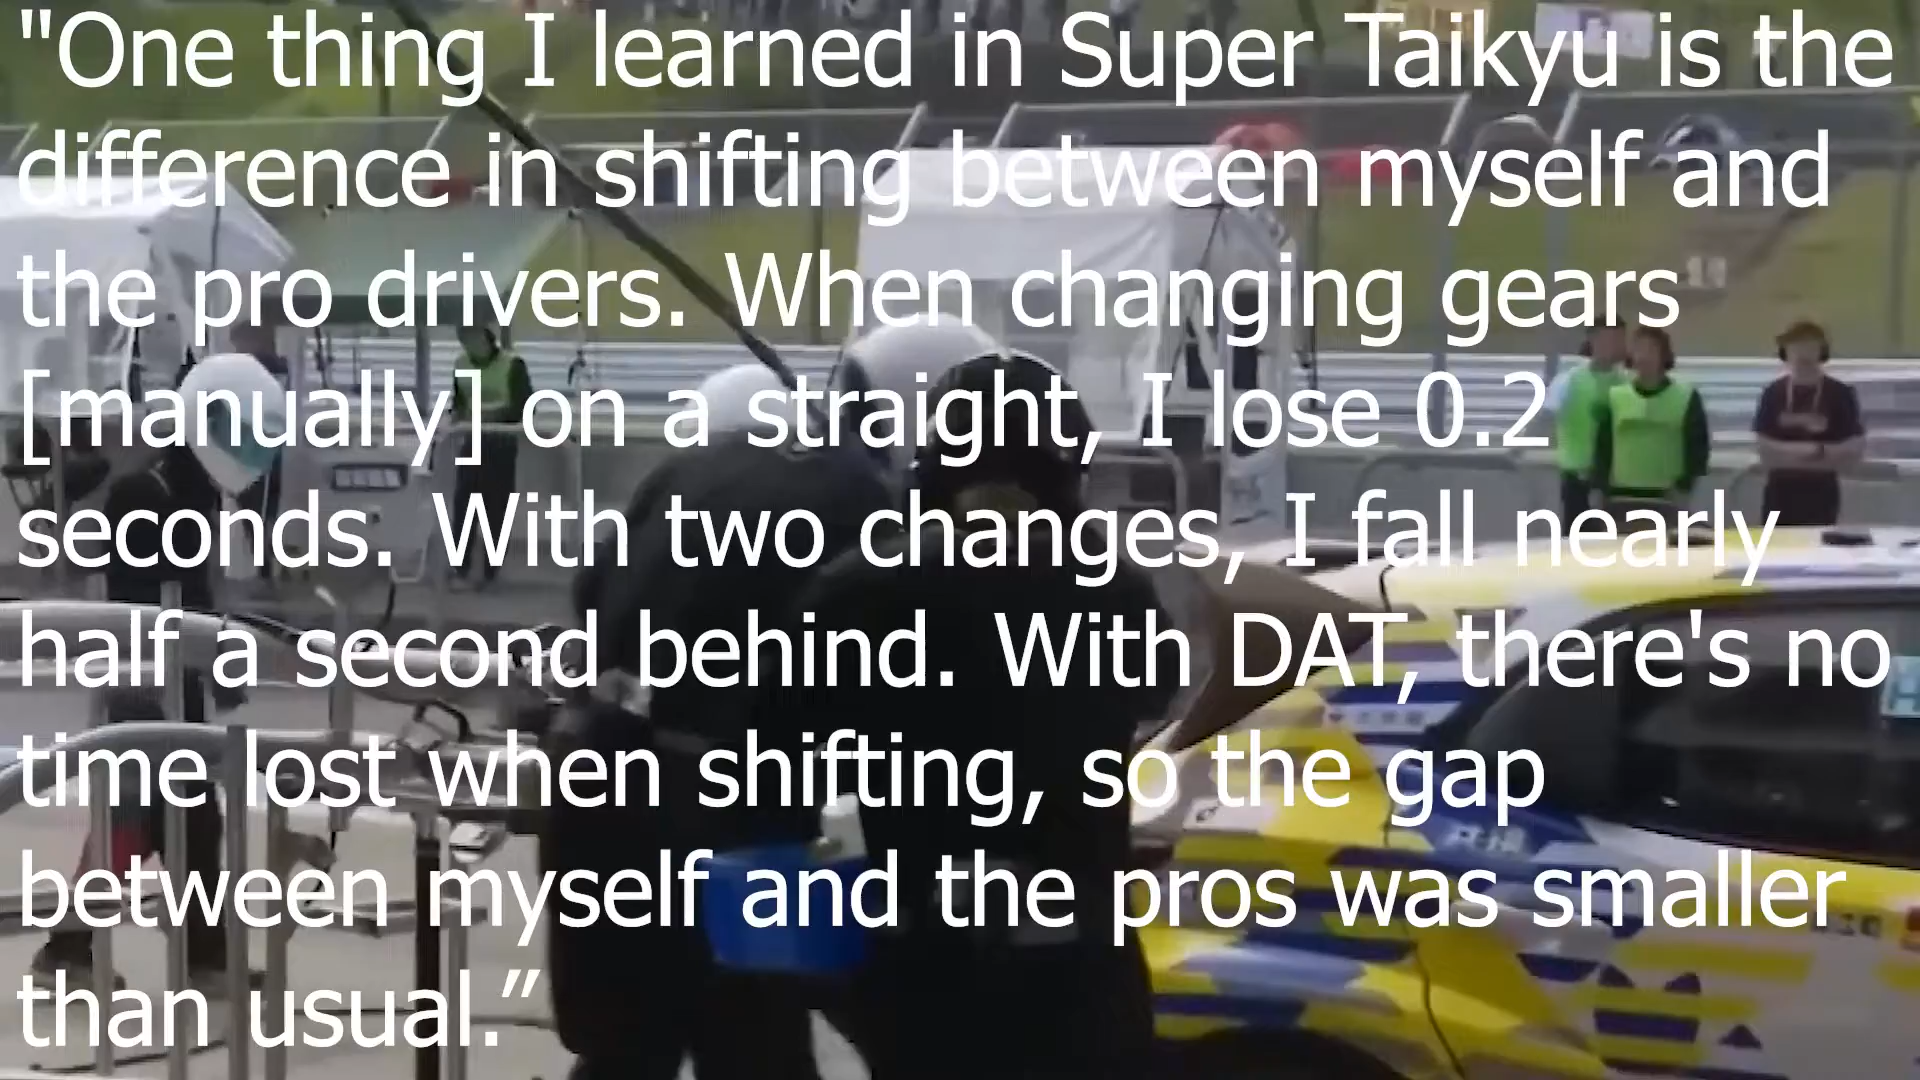 "One thing I learned in Super Taikyu is the
difference in shifting between myself and
the pro drivers. When changing gears
[manually] on a straight, I lose 0.2
seconds. With two changes, I fall nearly
half a second behind. With DAT, there's no
time lost when shifting, so the gap
between myself and the pros was smaller
than usual.”